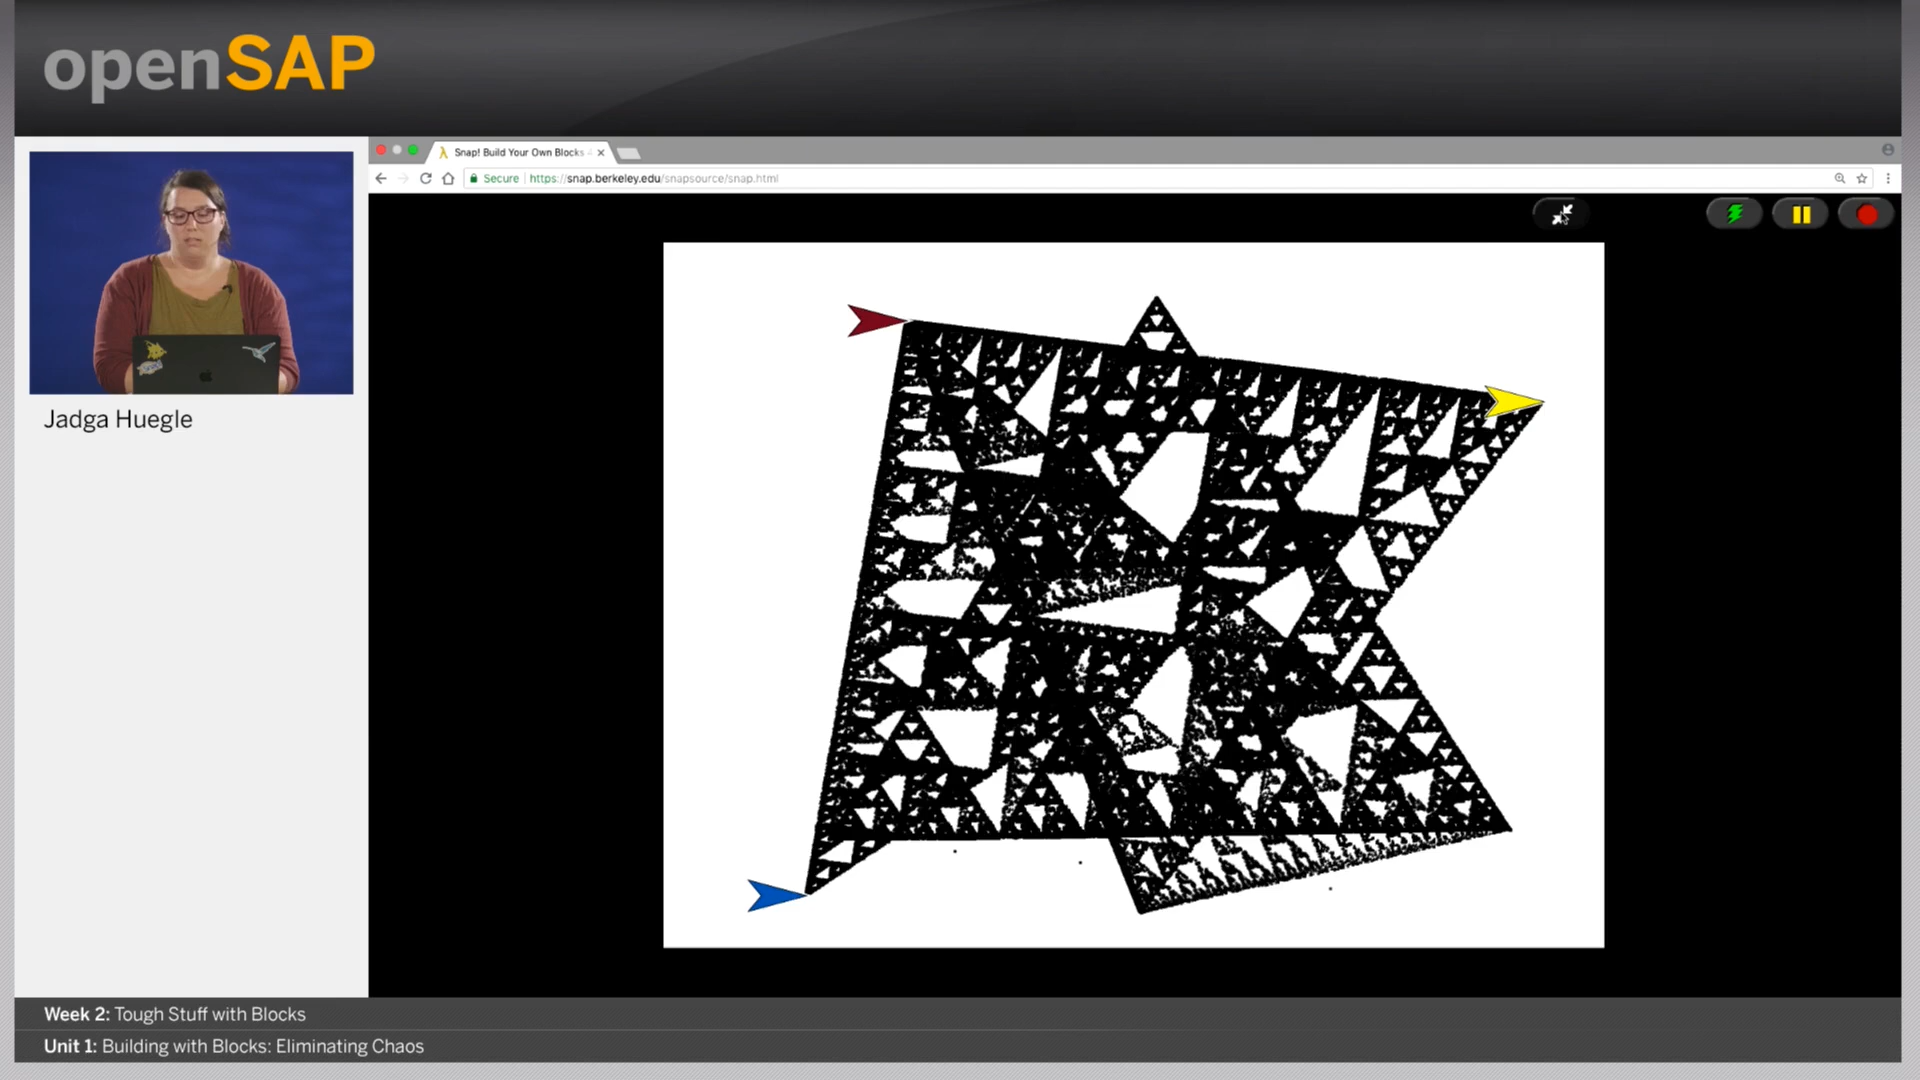 openSAP
Snap! Build Your Own Blocks
Secure
https://snap.berkeley.edu/snapsource/snap.html
Jadga Huegle
Week 2: Tough Stuff with Blocks
Unit 1: Building with Blocks: Eliminating Chaos